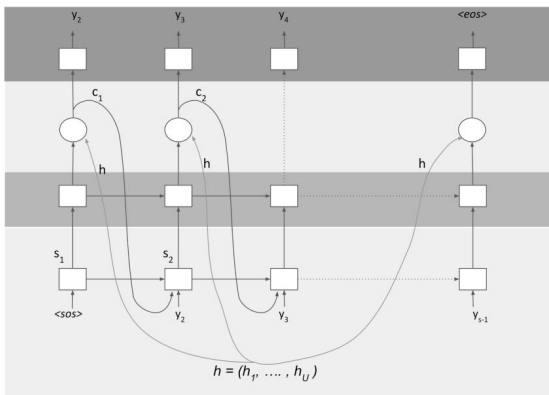 y2 y3 y4 <eos>
c1 c2
h h h
s1 s2
<sos> y2 y3 ys-1
h = (h1, .... , hU )